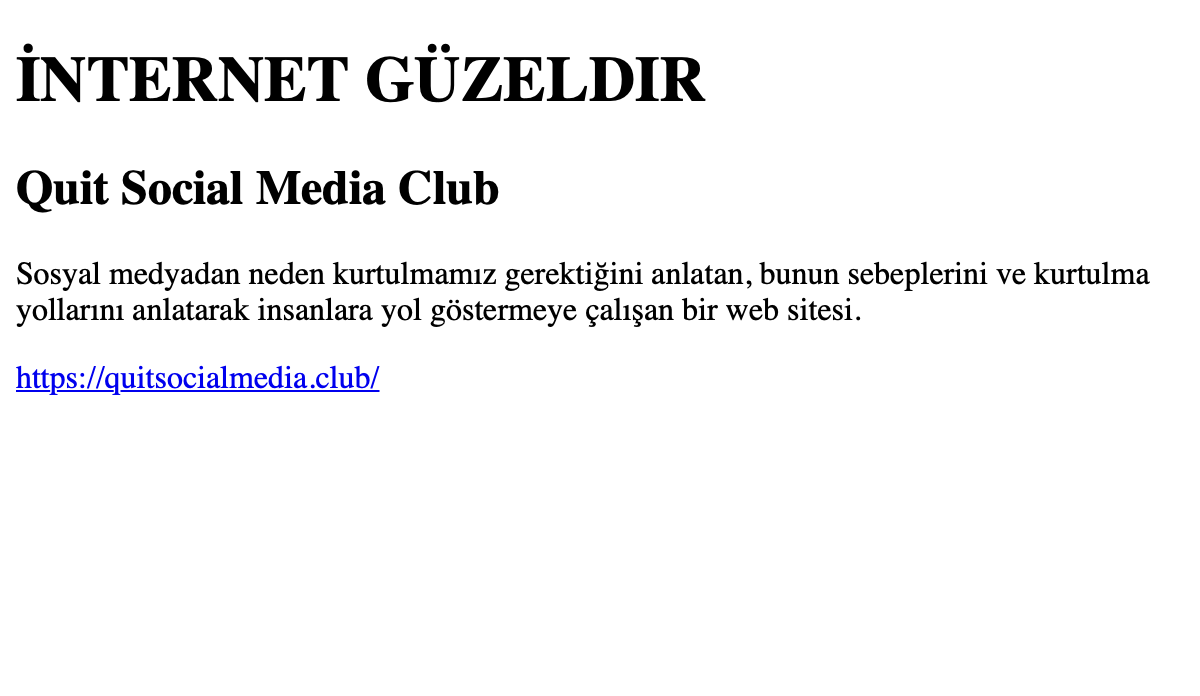 İNTERNET GÜZELDIR
Quit Social Media Club
Sosyal medyadan neden kurtulmamız gerektiğini anlatan, bunun sebeplerini ve kurtulma
yollarını anlatarak insanlara yol göstermeye çalışan bir web sitesi.
https://quitsocialmedia.club/